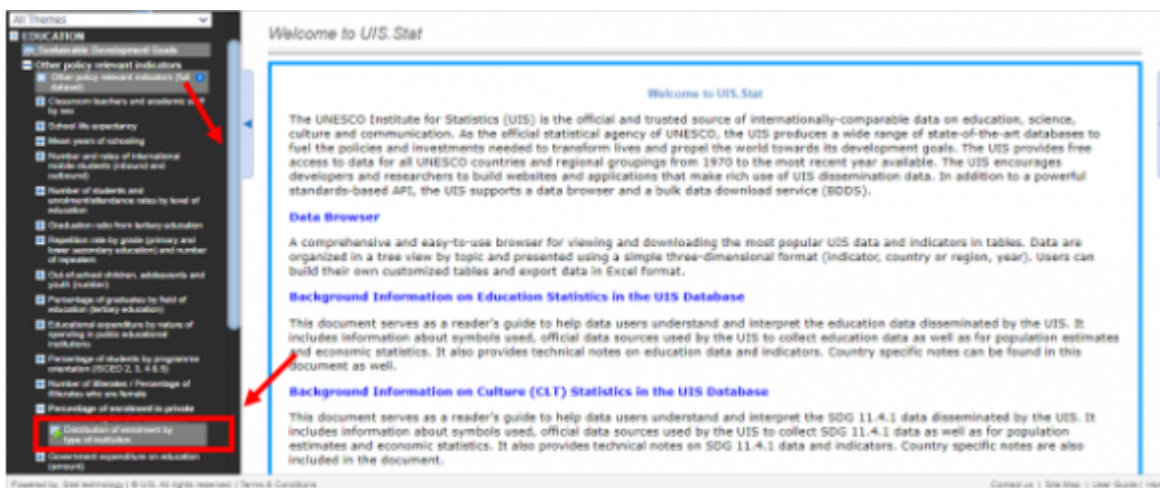 All Themes
EDUCATION
Sustainable Development Goals
Other policy relevant indicators
Other policy relevant indicators (full
dataset)
Classroom teachers and academic staff
by sex
School life expectancy
Mean years of schooling
Number and rates of international
mobile students (inbound and
outbound)
Number of students and
enrolment/attendance rates by level of
education
Graduation ratio from tertiary education
Repetition rate by grade (primary and
lower secondary education) and number
of repeaters
Out-of-school children, adolescents and
youth (number)
Percentage of graduates by field of
education (tertiary education)
Educational expenditure by nature of
spending in public educational
institutions
Percentage of students by programme
orientation (ISCED 2, 3, 4 & 5)
Number of illiterates / Percentage of
illiterates who are female
Percentage of enrolment in private
Distribution of enrolment by
type of institution
Government expenditure on education
(amount)
Welcome to UIS.Stat
Welcome to UIS.Stat
The UNESCO Institute for Statistics (UIS) is the official and trusted source of internationally-comparable data on education, science,
culture and communication. As the official statistical agency of UNESCO, the UIS produces a wide range of state-of-the-art databases to
fuel the policies and investments needed to transform lives and propel the world towards its development goals. The UIS provides free
access to data for all UNESCO countries and regional groupings from 1970 to the most recent year available. The UIS encourages
developers and researchers to build websites and applications that make rich use of UIS dissemination data. In addition to a powerful
standards-based API, the UIS supports a data browser and a bulk data download service (BDDS).
Data Browser
A comprehensive and easy-to-use browser for viewing and downloading the most popular UIS data and indicators in tables. Data are
organized in a tree view by topic and presented using a simple three-dimensional format (indicator, country or region, year). Users can
build their own customized tables and export data in Excel format.
Background Information on Education Statistics in the UIS Database
This document serves as a reader's guide to help data users understand and interpret the education data disseminated by the UIS. It
includes information about symbols used, official data sources used by the UIS to collect education data as well as for population estimates
and economic statistics. It also provides technical notes on education data and indicators. Country specific notes can be found in this
document as well.
Background Information on Culture (CLT) Statistics in the UIS Database
This document serves as a reader's guide to help data users understand and interpret the SDG 11.4.1 data disseminated by the UIS. It
includes information about symbols used, official data sources used by the UIS to collect SDG 11.4.1 data as well as for population
estimates and economic statistics. It also provides technical notes on SDG 11.4.1 data and indicators. Country specific notes are also
included in the document.
Powered by .Stat technology | © UIS. All rights reserved. | Terms & Conditions
Contact us | Site Map | User Guide |